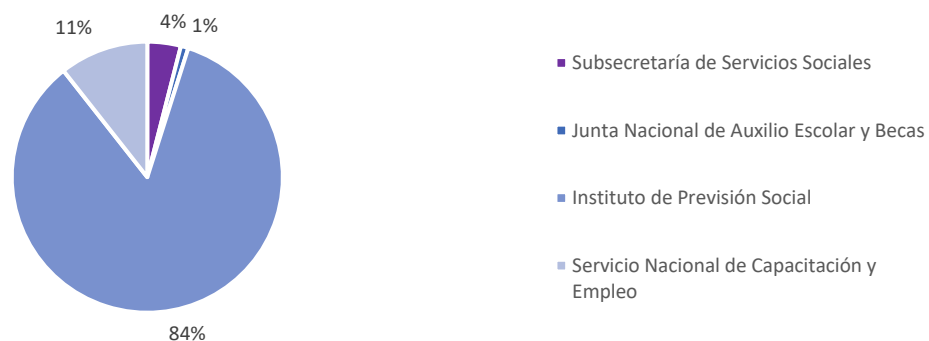 4%
1%
11%
84%
Subsecretaría de Servicios Sociales
Junta Nacional de Auxilio Escolar y Becas
Instituto de Previsión Social
Servicio Nacional de Capacitación y
Empleo